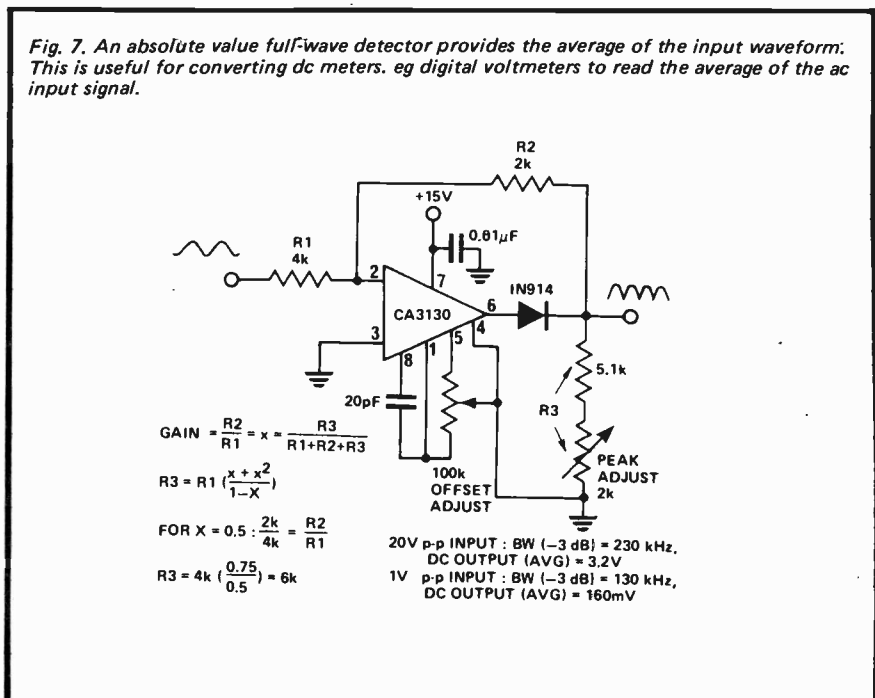 Fig. 7. An absolute value full-wave detector provides the average of the input waveform.
This is useful for converting dc meters. eg digital voltmeters to read the average of the ac
input signal.
R2
2k
+15V
0.01µF
R1
4k
2
7
IN914
6
CA3130
4
3
5
1
8
5.1k
20pF
R3
GAIN = R2/R1 = x = R3/(R1+R2+R3)
PEAK
ADJUST
2k
100k
OFFSET
ADJUST
R3 = R1 ((x + x²)/(1-X))
FOR X = 0.5 : 2k/4k = R2/R1
20V p-p INPUT : BW (-3 dB) = 230 kHz,
DC OUTPUT (AVG) = 3.2V
R3 = 4k (0.75/0.5) = 6k
1V p-p INPUT : BW (-3 dB) = 130 kHz,
DC OUTPUT (AVG) = 160mV